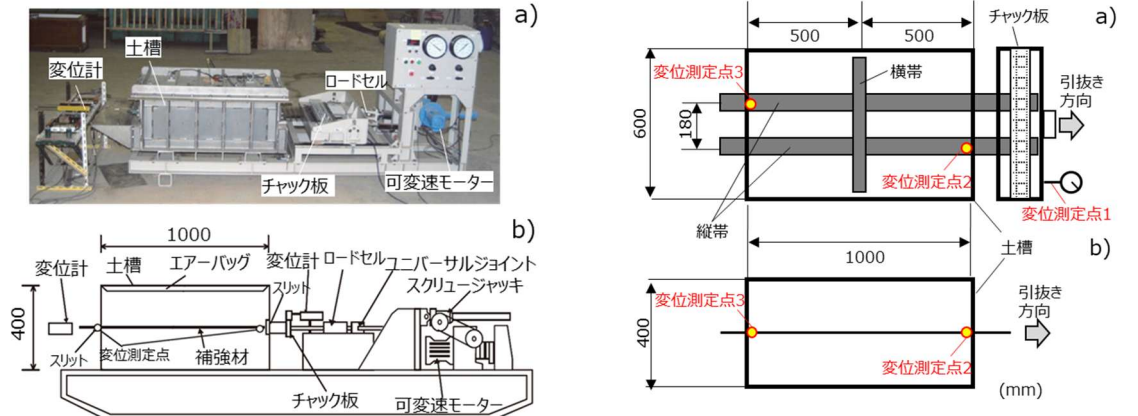 a)
土槽
変位計
ロードセル
チャック板
可変速モーター
b)
1000
変位計
土槽
エアーバッグ
変位計
ロードセル
ユニバーサルジョイント
スリット
スクリュージャッキ
400
スリット
変位測定点
補強材
チャック板
可変速モーター
a)
500
500
チャック板
変位測定点3
横帯
引抜き
方向
600
180
変位測定点2
変位測定点1
縦帯
土槽
b)
1000
変位測定点3
引抜き
方向
400
変位測定点2
(mm)